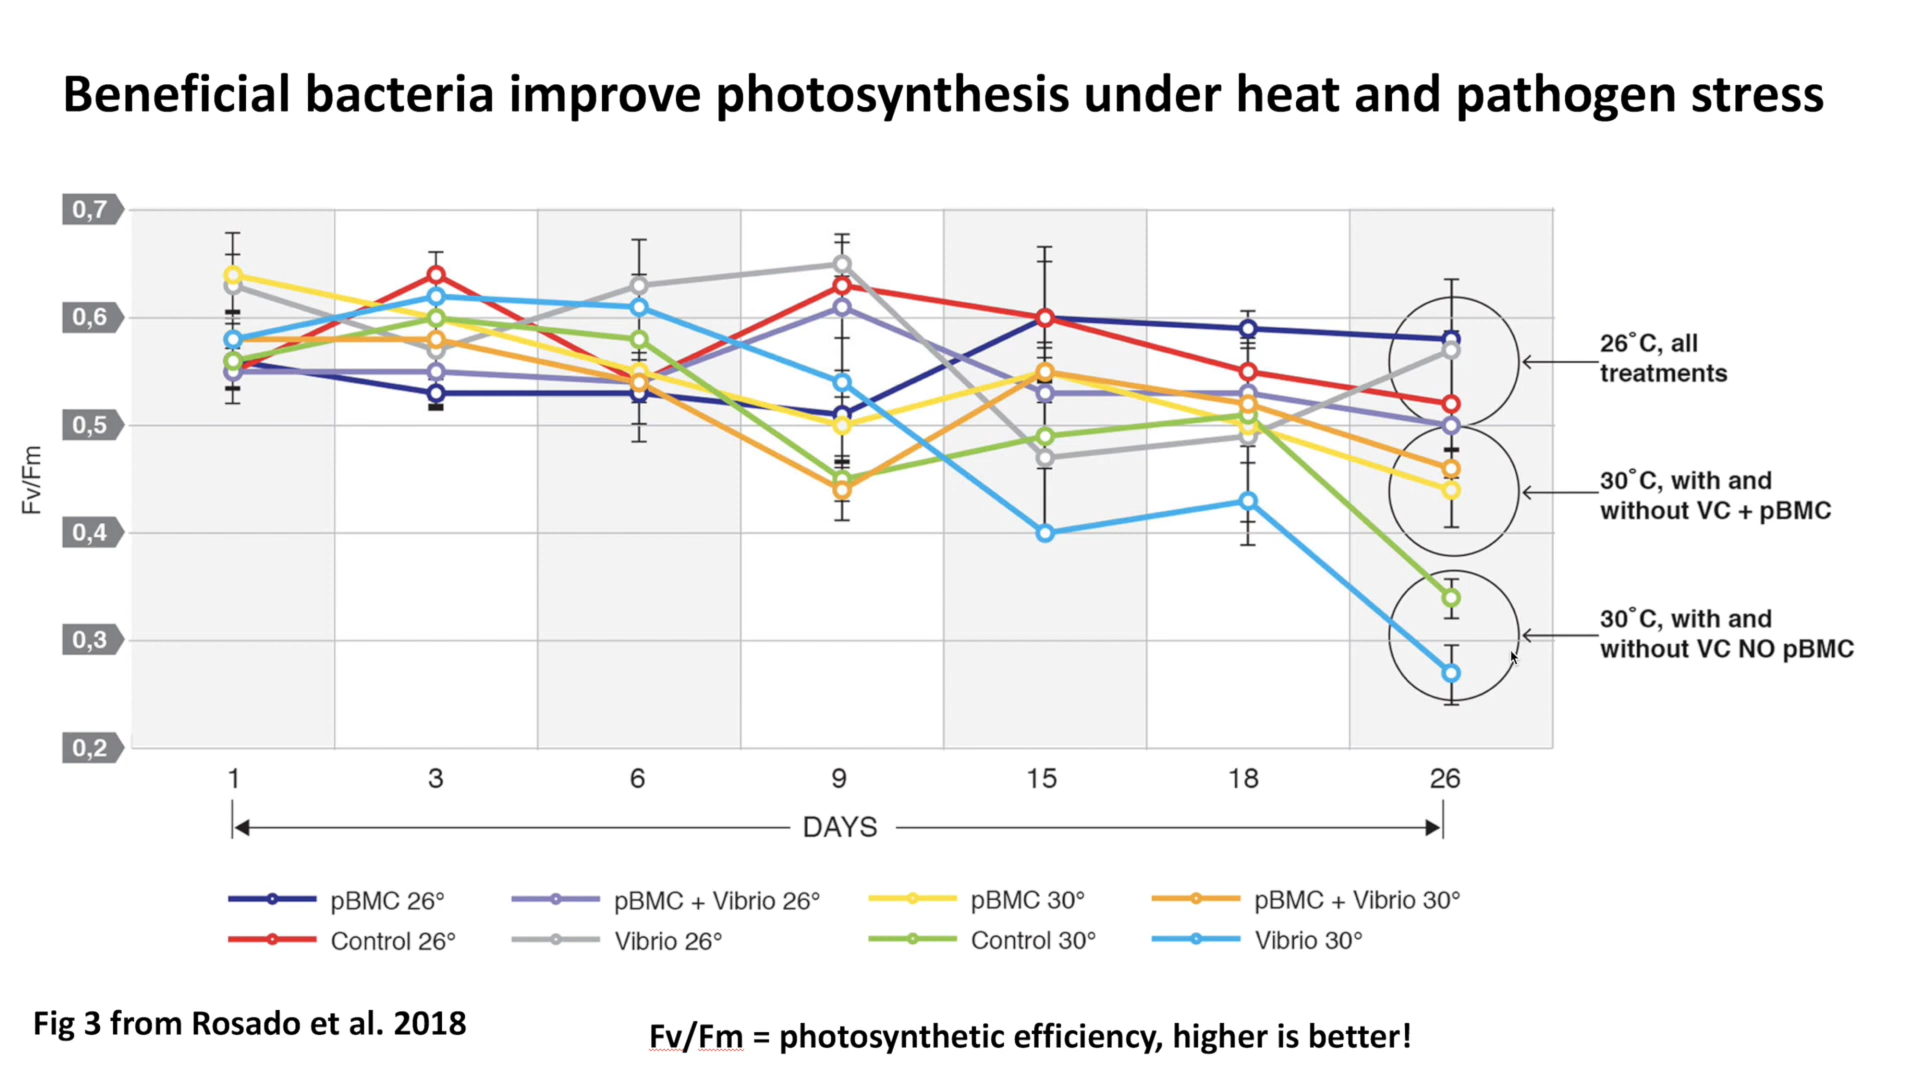 Beneficial bacteria improve photosynthesis under heat and pathogen stress
0,7
0,6
0,5
0,4
0,3
0,2
Fv/Fm
26°C, all
treatments
30°C, with and
without VC + pBMC
30°C, with and
without VC NO pBMC
1 3 6 9 15 18 26
DAYS
pBMC 26° pBMC + Vibrio 26° pBMC 30° pBMC + Vibrio 30°
Control 26° Vibrio 26° Control 30° Vibrio 30°
Fig 3 from Rosado et al. 2018
Fv/Fm = photosynthetic efficiency, higher is better!